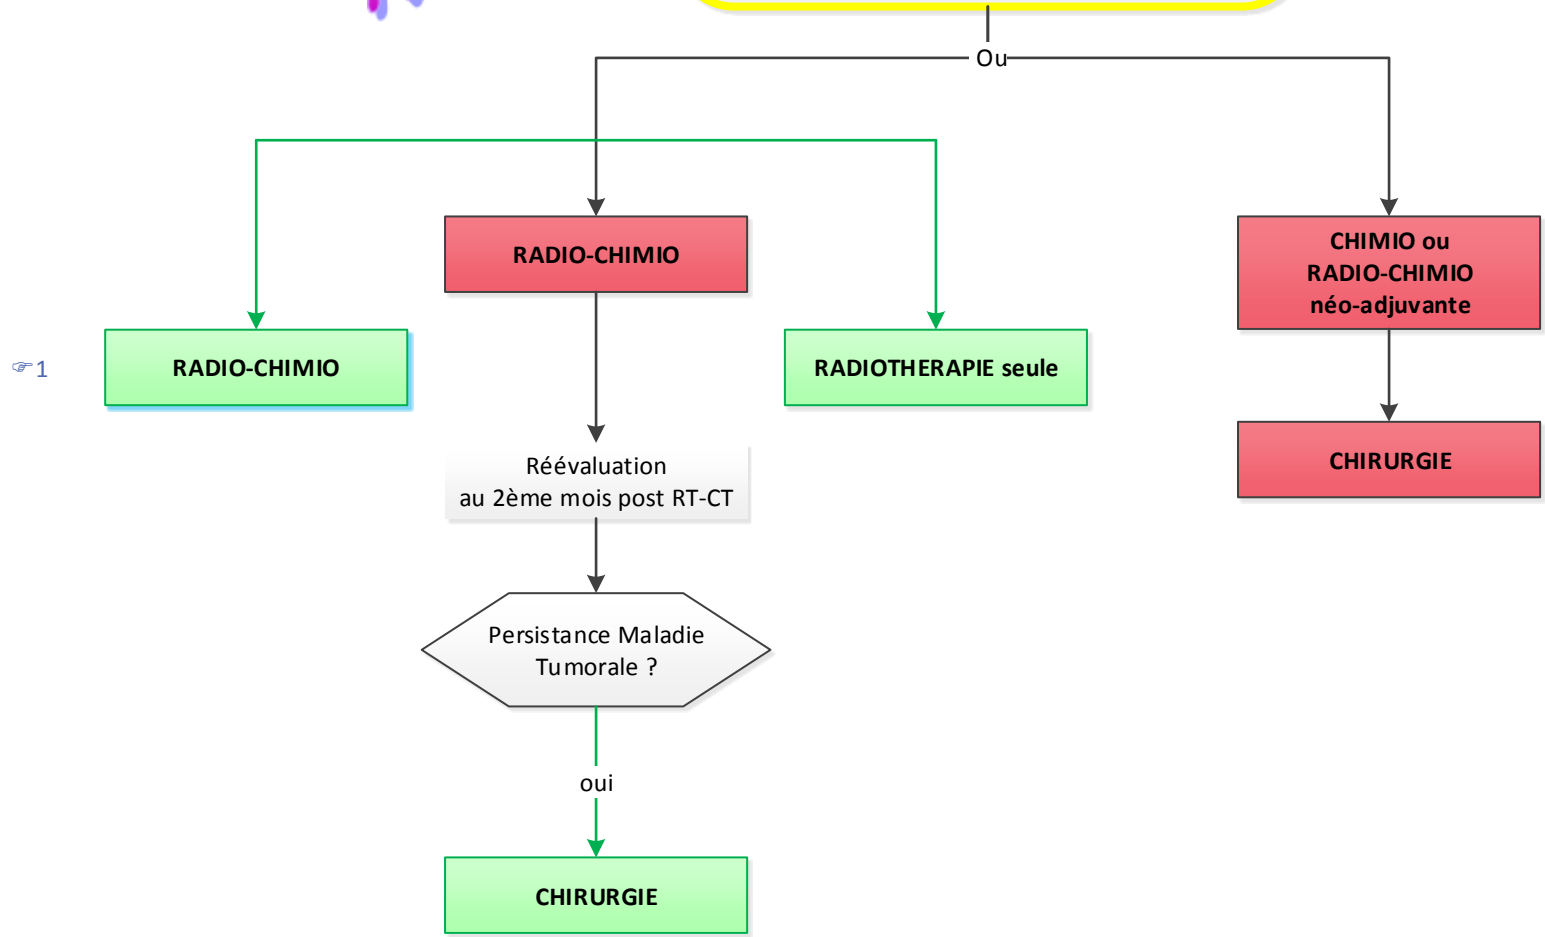 Ou
RADIO-CHIMIO
CHIMIO ou
RADIO-CHIMIO
néo-adjuvante
☞1
RADIO-CHIMIO
RADIOTHERAPIE seule
Réévaluation
au 2ème mois post RT-CT
CHIRURGIE
Persistance Maladie
Tumorale ?
oui
CHIRURGIE